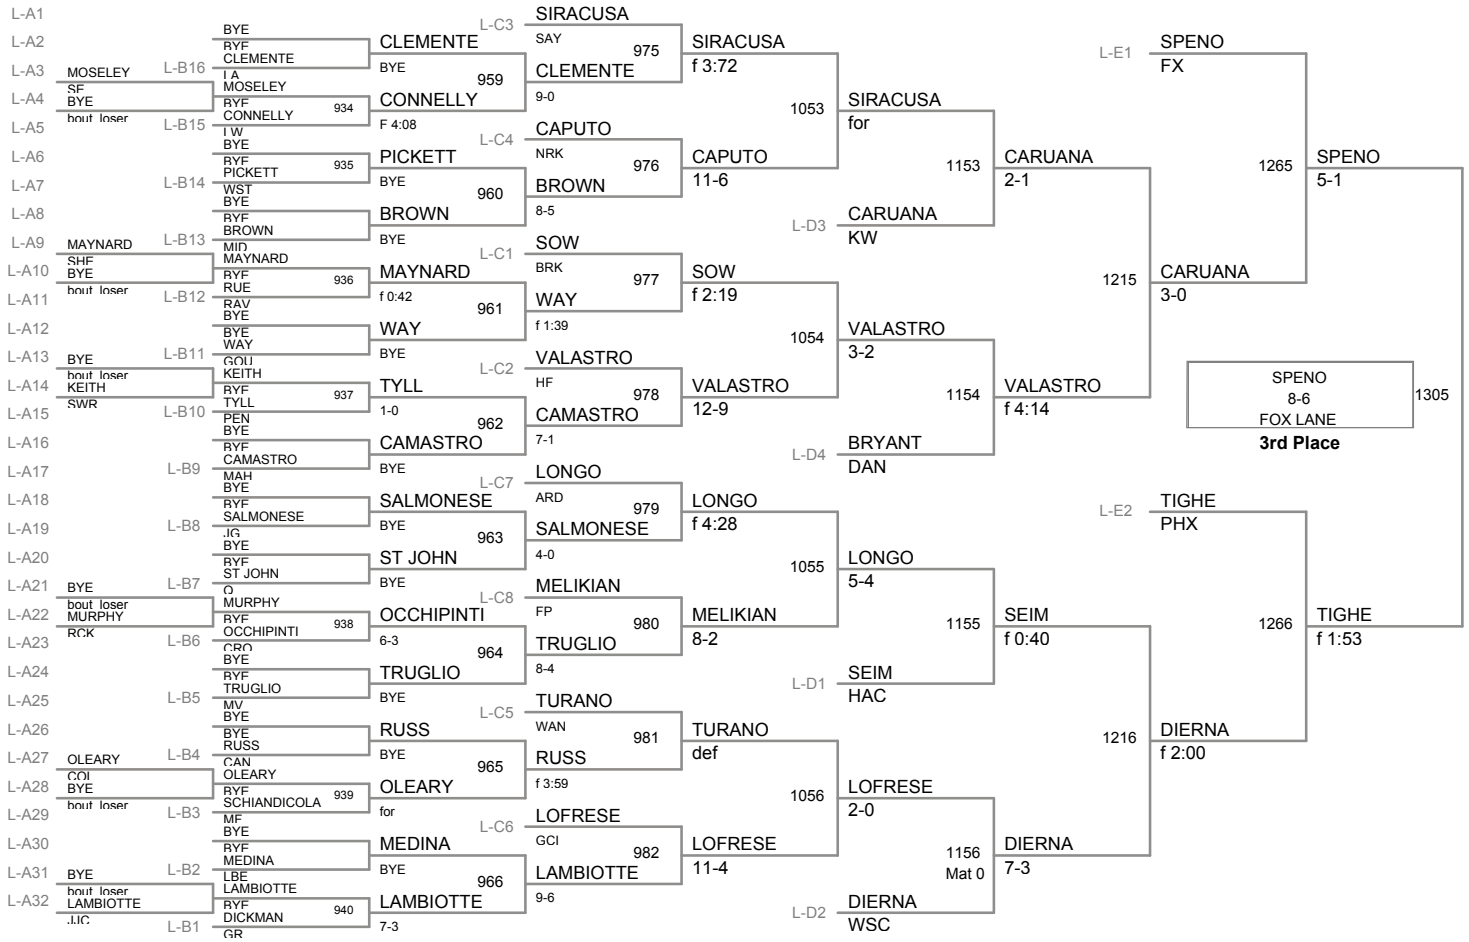 L-A1
L-A2
L-A3
L-A4
L-A5
L-A6
L-A7
L-A8
L-A9
L-A10
L-A11
L-A12
L-A13
L-A14
L-A15
L-A16
L-A17
L-A18
L-A19
L-A20
L-A21
L-A22
L-A23
L-A24
L-A25
L-A26
L-A27
L-A28
L-A29
L-A30
L-A31
L-A32
MOSELEY
SF
BYE
bout_loser
MAYNARD
SHF
BYE
bout_loser
BYE
bout_loser
KEITH
SWR
BYE
bout_loser
MURPHY
RCK
OLEARY
COL
BYE
bout_loser
BYE
bout_loser
LAMBIOTTE
JJC
L-B16
L-B15
L-B14
L-B13
L-B12
L-B11
L-B10
L-B9
L-B8
L-B7
L-B6
L-B5
L-B4
L-B3
L-B2
L-B1
BYE
BYE
CLEMENTE
LA
MOSELEY
BYE
934
CONNELLY
LW
BYE
BYE
935
PICKETT
WST
BYE
BYE
BROWN
MID
MAYNARD
BYE
936
RUE
RAV
BYE
BYE
WAY
GOU
KEITH
BYE
937
TYLL
PEN
BYE
BYE
CAMASTRO
MAH
BYE
BYE
SALMONESE
JG
BYE
BYE
ST JOHN
O
MURPHY
BYE
938
OCCHIPINTI
CRO
BYE
BYE
TRUGLIO
MV
BYE
BYE
RUSS
CAN
OLEARY
BYE
939
SCHIANDICOLA
MF
BYE
BYE
MEDINA
LBE
LAMBIOTTE
BYE
940
DICKMAN
GR
CLEMENTE
BYE
959
CONNELLY
F 4:08
PICKETT
BYE
960
BROWN
BYE
MAYNARD
f 0:42
961
WAY
BYE
TYLL
1-0
962
CAMASTRO
BYE
SALMONESE
BYE
963
ST JOHN
BYE
OCCHIPINTI
6-3
964
TRUGLIO
BYE
RUSS
BYE
965
OLEARY
for
MEDINA
BYE
966
LAMBIOTTE
7-3
L-C3
SIRACUSA
SAY
975
CLEMENTE
9-0
L-C4
CAPUTO
NRK
976
BROWN
8-5
L-C1
SOW
BRK
977
WAY
f 1:39
L-C2
VALASTRO
HF
978
CAMASTRO
7-1
L-C7
LONGO
ARD
979
SALMONESE
4-0
L-C8
MELIKIAN
FP
980
TRUGLIO
8-4
L-C5
TURANO
WAN
981
RUSS
f 3:59
L-C6
LOFRESE
GCI
982
LAMBIOTTE
9-6
SIRACUSA
f 3:72
1053
CAPUTO
11-6
SOW
f 2:19
1054
VALASTRO
12-9
LONGO
f 4:28
1055
MELIKIAN
8-2
TURANO
def
1056
LOFRESE
11-4
SIRACUSA
for
1153
L-D3
CARUANA
KW
VALASTRO
3-2
1154
L-D4
BRYANT
DAN
LONGO
5-4
1155
L-D1
SEIM
HAC
LOFRESE
2-0
1156
Mat 0
L-D2
DIERNA
WSC
CARUANA
2-1
1215
VALASTRO
f 4:14
SEIM
f 0:40
1216
DIERNA
7-3
L-E1
SPENO
FX
1265
CARUANA
3-0
L-E2
TIGHE
PHX
1266
DIERNA
f 2:00
SPENO
5-1
TIGHE
f 1:53
SPENO
8-6
FOX LANE
1305
3rd Place